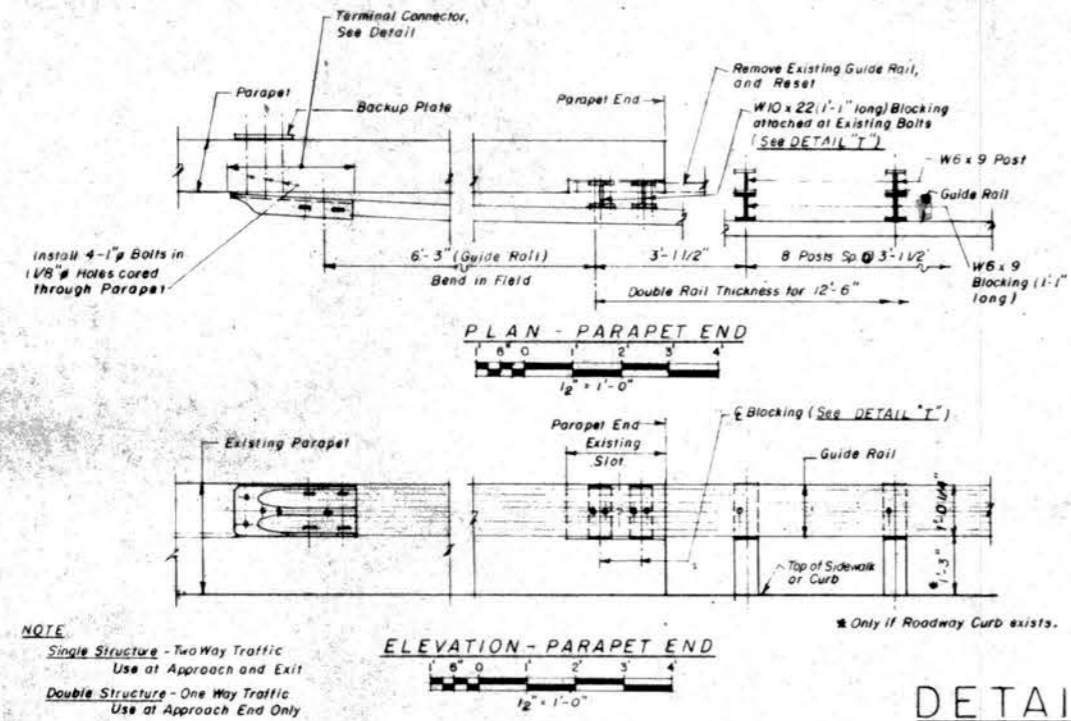 Terminal Connector,
See Detail
Parapet
Backup Plate
Parapet End
Remove Existing Guide Rail,
and Reset
W10 x 22 (1'-1" long) Blocking
attached at Existing Bolts
(See DETAIL "T")
W6 x 9 Post
Guide Rail
Install 4-1"ø Bolts in
1 1/8"ø Holes cored
through Parapet
6'-3" (Guide Rail)
Bend in Field
3'-1 1/2"
8 Posts Sp. @ 3'-1 1/2"
W6 x 9
Blocking (1'-1"
long)
Double Rail Thickness for 12'-6"
PLAN - PARAPET END
1' 6" 0 1' 2' 3' 4'
1/2" = 1'-0"
Existing Parapet
Parapet End
Existing
Slot
℄ Blocking (See DETAIL "T")
Guide Rail
1'-0 1/4"
* 1'-3"
Top of Sidewalk
or Curb
*Only if Roadway Curb exists.
NOTE
Single Structure - Two Way Traffic
Use at Approach and Exit
Double Structure - One Way Traffic
Use at Approach End Only
ELEVATION - PARAPET END
1' 6" 0 1' 2' 3' 4'
1/2" = 1'-0"
DETAI